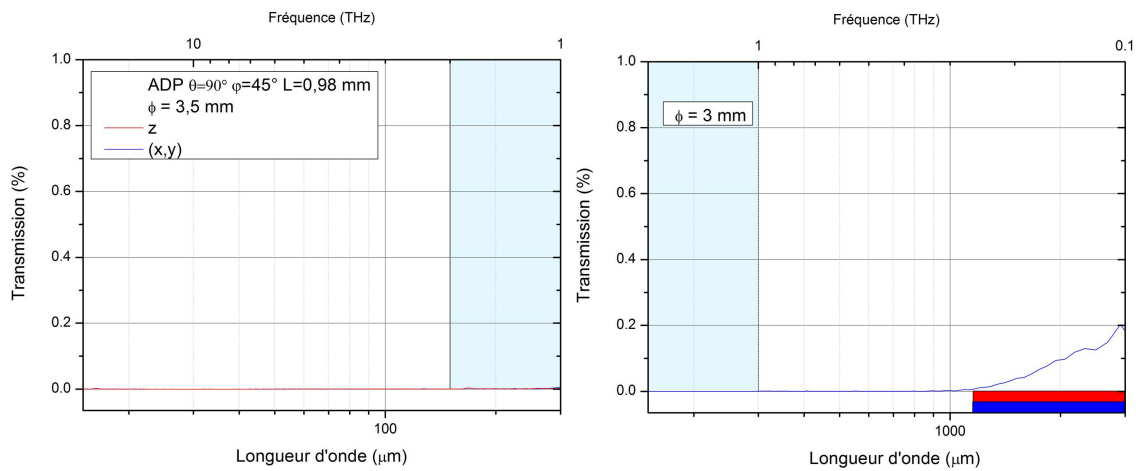 Fréquence (THz)
10 1
1.0
0.8
0.6
0.4
0.2
0.0
Transmission (%)
ADP θ=90° φ=45° L=0,98 mm
ϕ = 3,5 mm
z
(x,y)
100
Longueur d'onde (μm)
Fréquence (THz)
1 0.1
1.0
0.8
0.6
0.4
0.2
0.0
Transmission (%)
ϕ = 3 mm
1000
Longueur d'onde (μm)